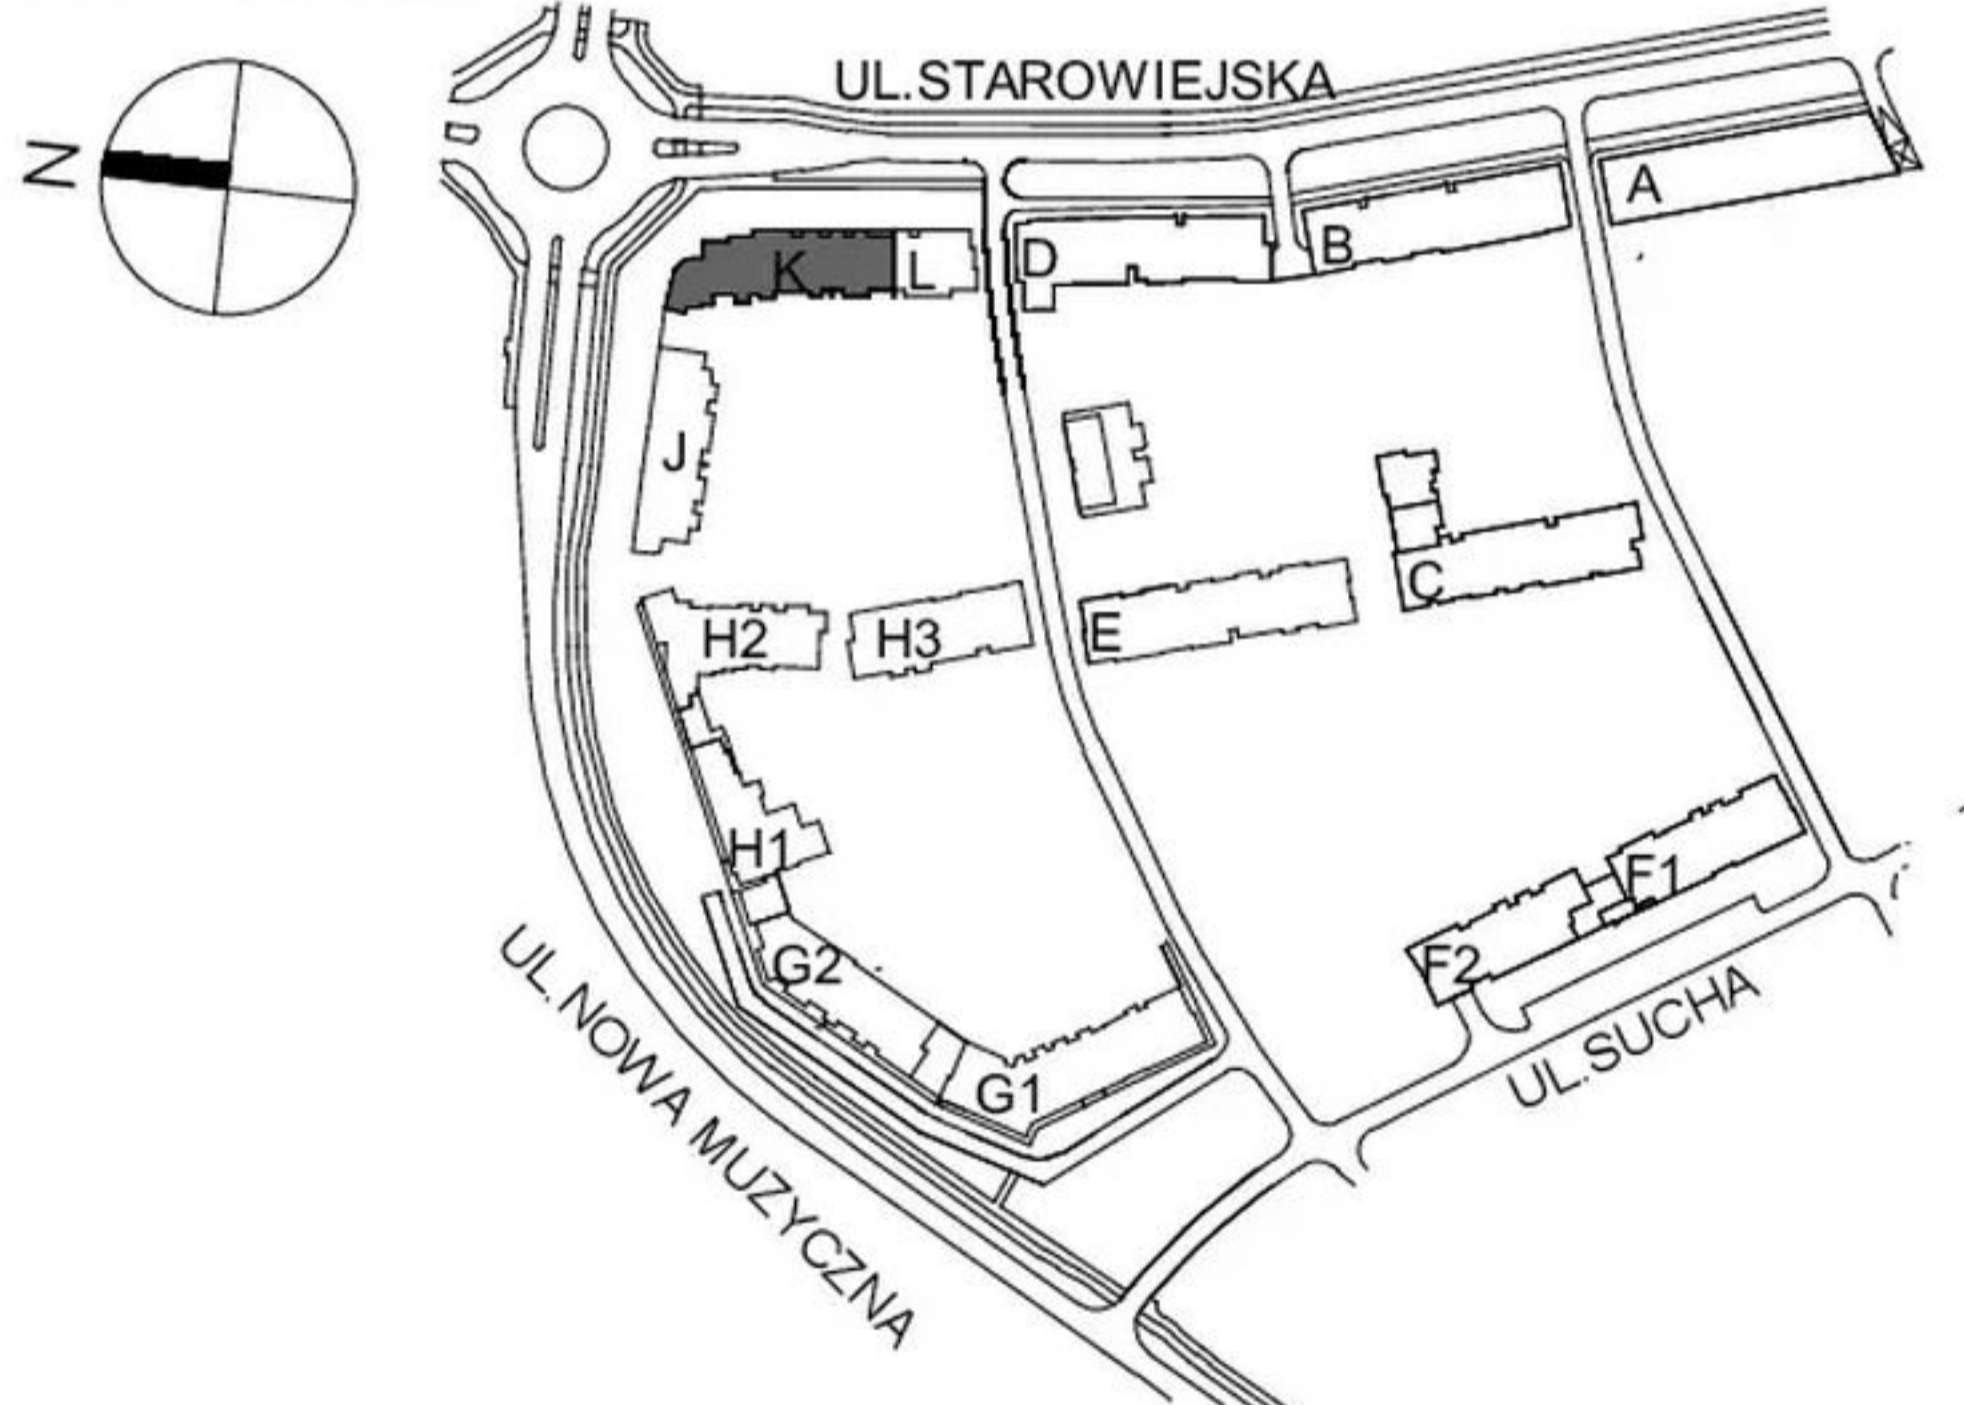 UL.STAROWIEJSKA
N
A
B
K
L
D
J
C
H2
H3
E
H1
F1
G2
F2
G1
UL. NOWA MUZYCZNA
UL.SUCHA